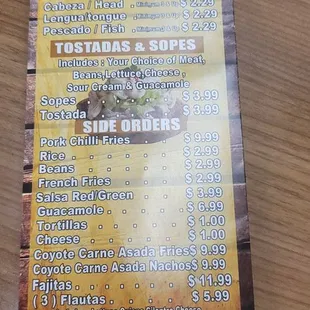 Cabeza / Head $ 2.29
Lengua/tongue $ 2.29
Pescado / Fish $ 2.29
TOSTADAS & SOPES
Includes : Your Choice of Meat,
Beans,Lettuce,Cheese ,
Sour Cream & Guacamole
Sopes $ 3.99
Tostada $ 3.99
SIDE ORDERS
Pork Chilli Fries $ 9.99
Rice $ 2.99
Beans $ 2.99
French Fries $ 2.99
Salsa Red/Green $ 3.99
Guacamole $ 6.99
Tortillas $ 1.00
Cheese $ 1.00
Coyote Carne Asada Fries $ 9.99
Coyote Carne Asada Nachos $ 9.99
Fajitas $ 11.99
( 3 ) Flautas $ 5.99